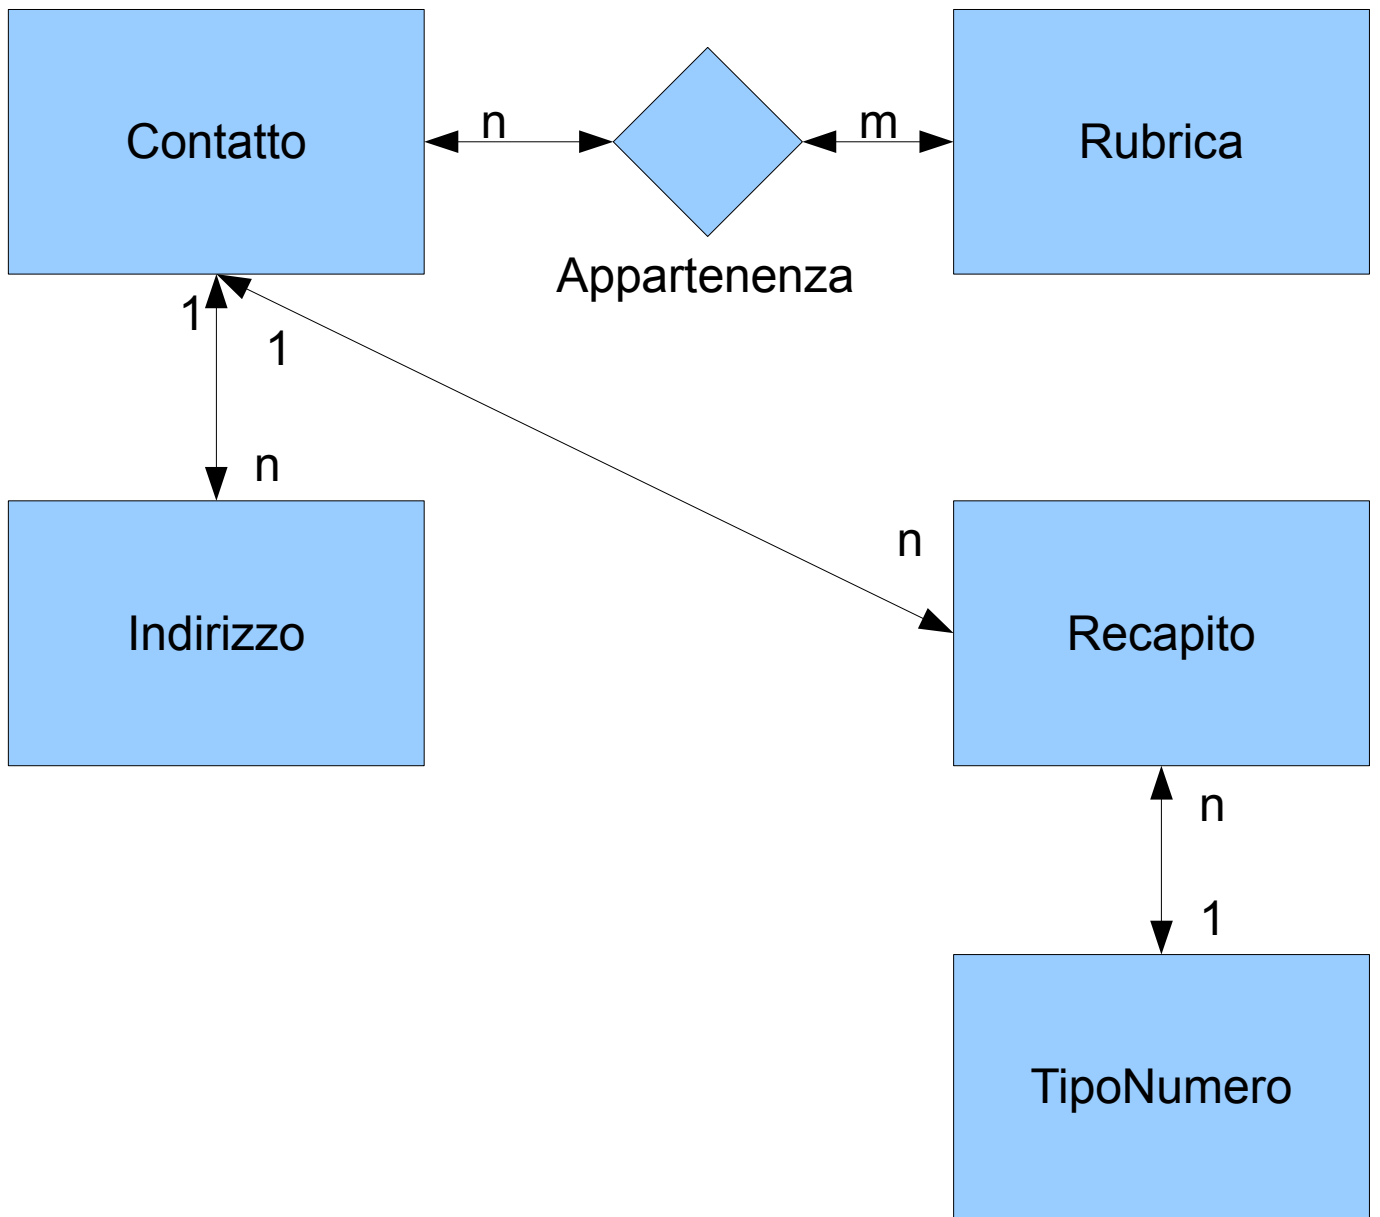 Contatto
n
m
Rubrica
Appartenenza
1
1
n
n
Indirizzo
Recapito
n
1
TipoNumero